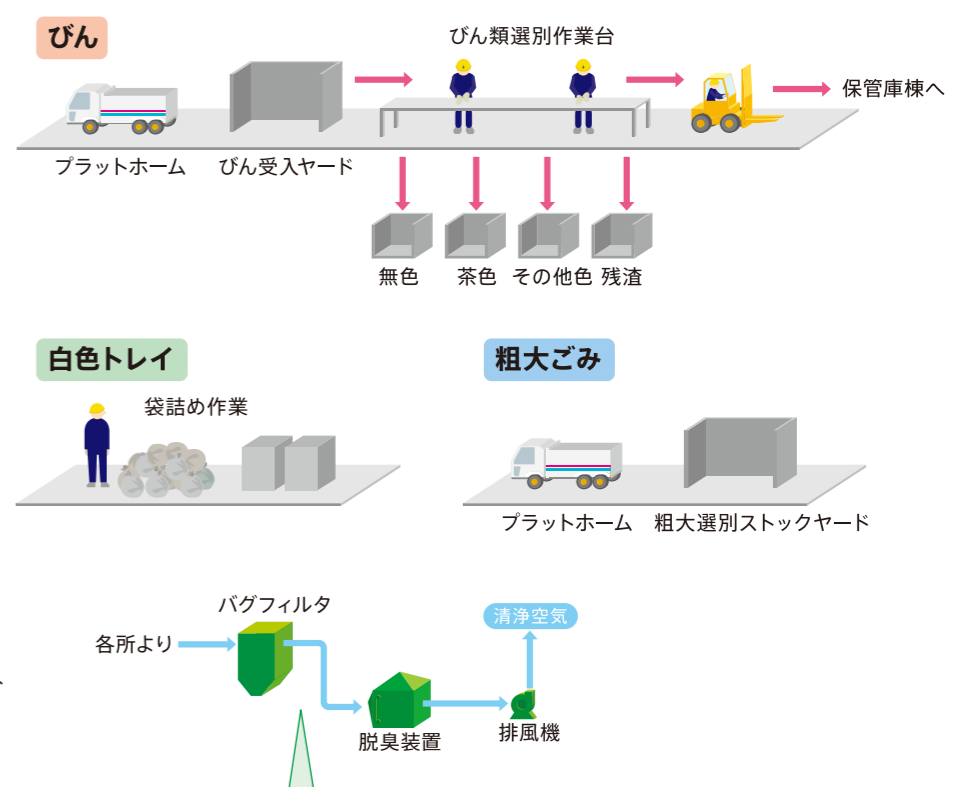 びん
びん類選別作業台
保管庫棟へ
プラットホーム
びん受入ヤード
無色
茶色
その他色
残渣
白色トレイ
袋詰め作業
粗大ごみ
プラットホーム
粗大選別ストックヤード
バグフィルタ
各所より
清浄空気
脱臭装置
排風機